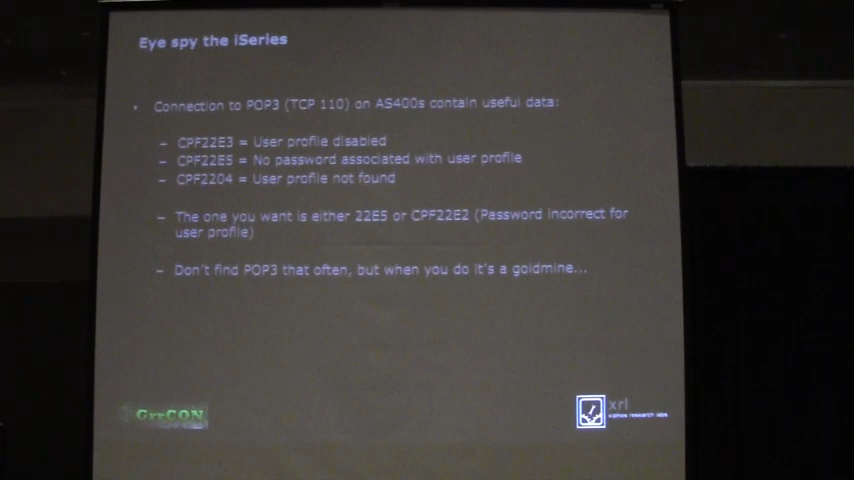 Eye spy the iSeries
• Connection to POP3 (TCP 110) on AS400s contain useful data:
– CPF22E3 = User profile disabled
– CPF22E5 = No password associated with user profile
– CPF2204 = User profile not found
– The one you want is either 22E5 or CPF22E2 (Password incorrect for
user profile)
– Don't find POP3 that often, but when you do it's a goldmine...
GrrCON
xrl
xiphos research labs